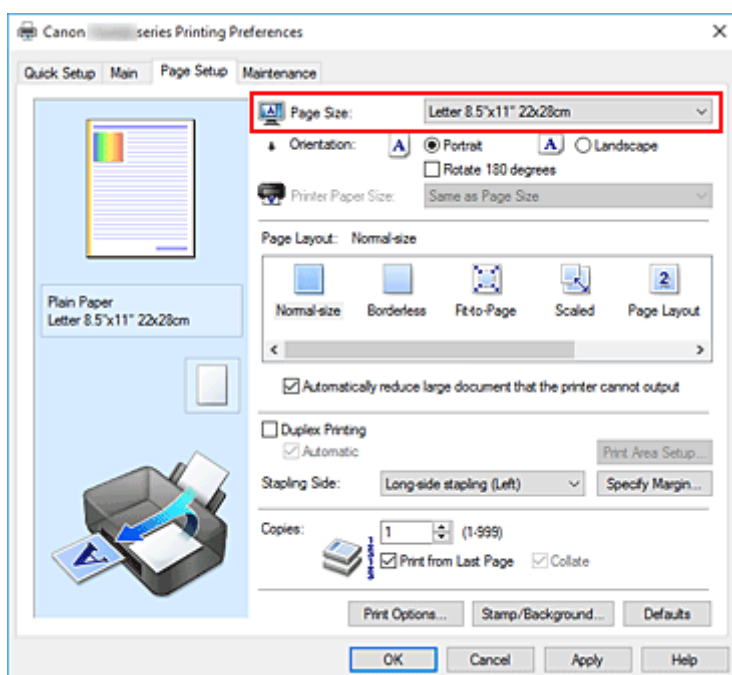 Canon series Printing Preferences
Quick Setup Main Page Setup Maintenance
Page Size: Letter 8.5"x11" 22x28cm
Orientation: A Portrait A Landscape
Rotate 180 degrees
Printer Paper Size: Same as Page Size
Page Layout: Normal-size
2
Normal-size Borderless Fit-to-Page Scaled Page Layout
Plain Paper
Letter 8.5"x11" 22x28cm
Automatically reduce large document that the printer cannot output
Duplex Printing
Automatic
Print Area Setup...
Stapling Side: Long-side stapling (Left) Specify Margin...
Copies: 1 (1-999)
Print from Last Page Collate
A
Print Options... Stamp/Background... Defaults
OK Cancel Apply Help